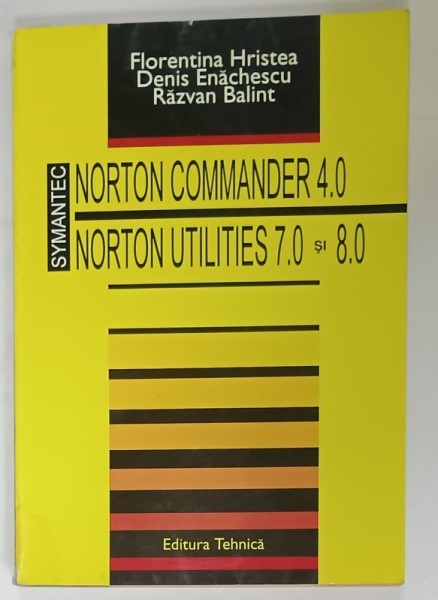 Florentina Hristea
Denis Enăchescu
Răzvan Balint
SYMANTEC
NORTON COMMANDER 4.0
NORTON UTILITIES 7.0 ȘI 8.0
Editura Tehnică